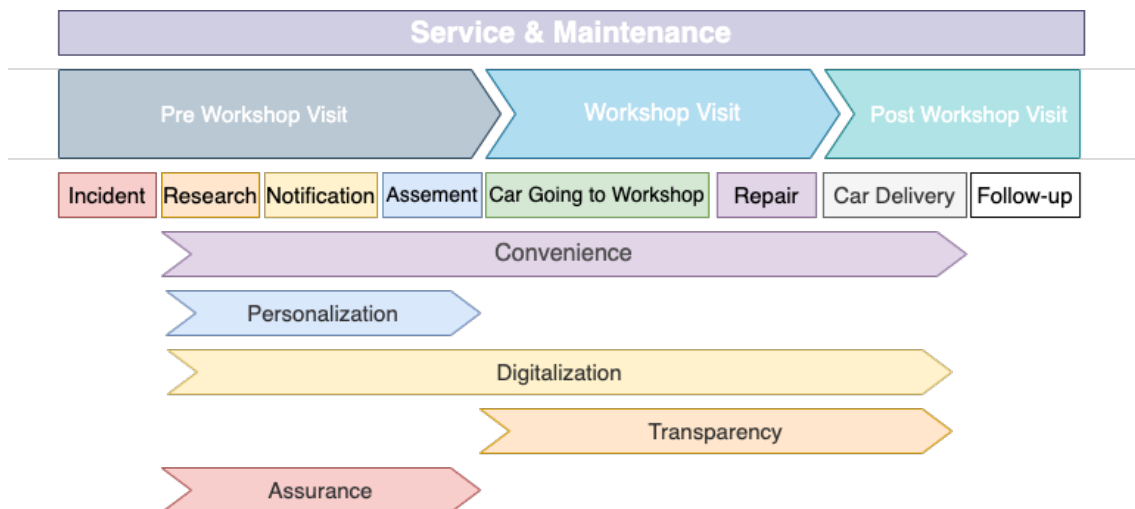 Service & Maintenance
Pre Workshop Visit
Workshop Visit
Post Workshop Visit
Incident
Research
Notification
Assement
Car Going to Workshop
Repair
Car Delivery
Follow-up
Convenience
Personalization
Digitalization
Transparency
Assurance